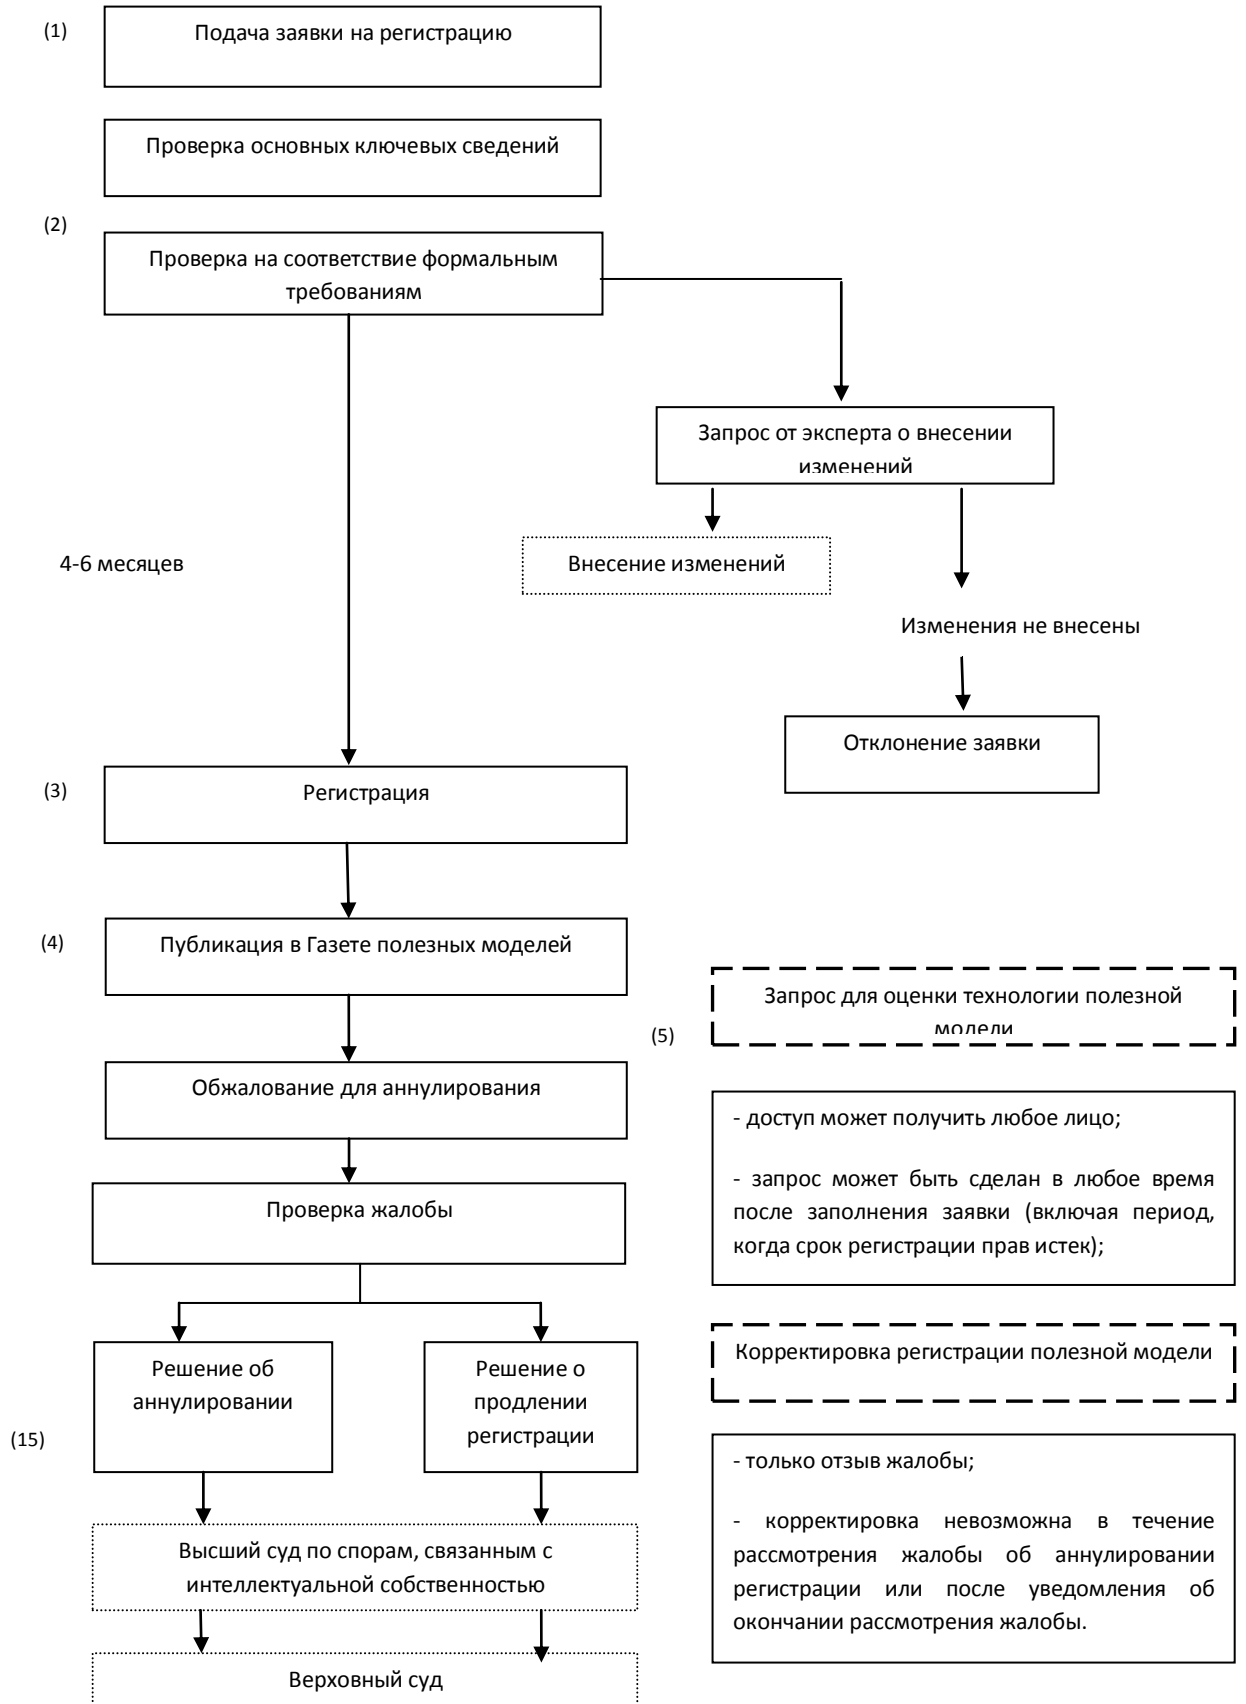 (1)
Подача заявки на регистрацию
Проверка основных ключевых сведений
(2)
Проверка на соответствие формальным
требованиям
Запрос от эксперта о внесении
изменений
4-6 месяцев
Внесение изменений
Изменения не внесены
Отклонение заявки
(3)
Регистрация
(4)
Публикация в Газете полезных моделей
Запрос для оценки технологии полезной
модели
(5)
Обжалование для аннулирования
- доступ может получить любое лицо;
- запрос может быть сделан в любое время
после заполнения заявки (включая период,
когда срок регистрации прав истек);
Проверка жалобы
Решение об
аннулировании
Решение о
продлении
регистрации
Корректировка регистрации полезной модели
(15)
- только отзыв жалобы;
- корректировка невозможна в течение
рассмотрения жалобы об аннулировании
регистрации или после уведомления об
окончании рассмотрения жалобы.
Высший суд по спорам, связанным с
интеллектуальной собственностью
Верховный суд